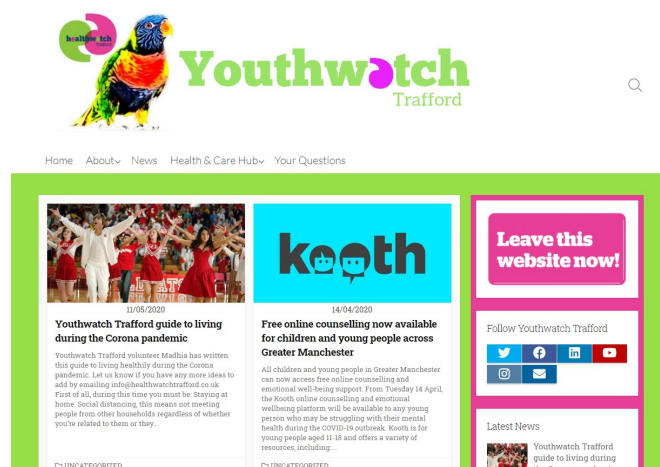 healthwatch
Youthwatch
Trafford
Home About News Health & Care Hub Your Questions
11/05/2020
Youthwatch Trafford guide to living
during the Corona pandemic
Youthwatch Trafford volunteer Madhia has written
this guide to living healthily during the Corona
pandemic. Let us know if you have any more ideas to
add by emailing info@healthwatchtrafford.co.uk
First of all, during this time you must be: Staying at
home. Social distancing, this means not meeting
people from other households regardless of whether
you're related to them or they...
UNCATEGORIZED
kooth
14/04/2020
Free online counselling now available
for children and young people across
Greater Manchester
All children and young people in Greater Manchester
can now access free online counselling and
emotional well-being support. From Tuesday 14 April,
the Kooth online counselling and emotional
wellbeing platform will be available to any young
person who may be struggling with their mental
health during the COVID-19 outbreak. Kooth is for
young people aged 11-18 and offers a variety of
resources, including:...
UNCATEGORIZED
Leave this
website now!
Follow Youthwatch Trafford
Latest News
Youthwatch Trafford
guide to living during